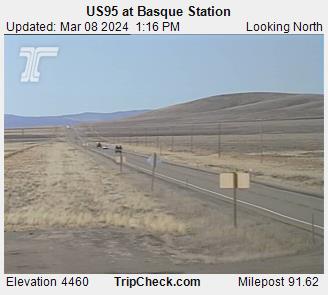 US95 at Basque Station
Updated: Mar 08 2024 1:16 PM Looking North
Elevation 4460 TripCheck.com Milepost 91.62